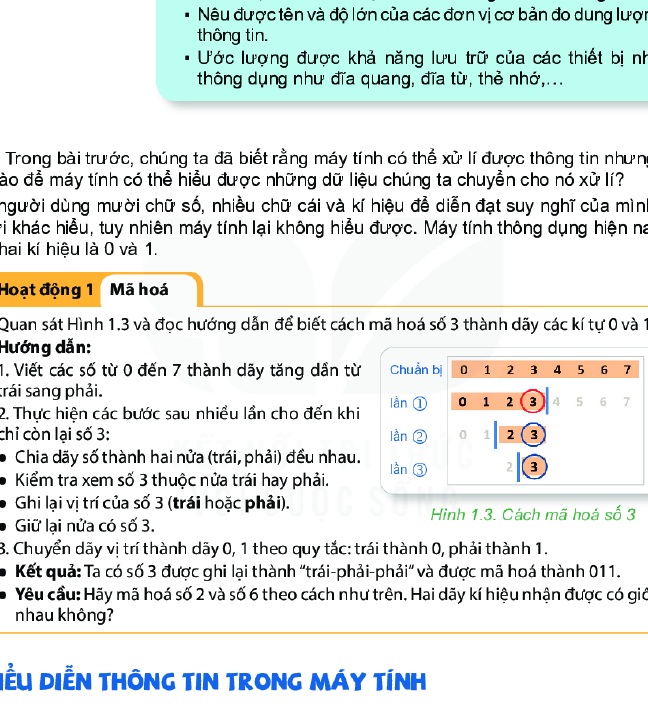 ▪ Nêu được tên và độ lớn của các đơn vị cơ bản đo dung lượn
thông tin.
▪ Ước lượng được khả năng lưu trữ của các thiết bị nh
thông dụng như đĩa quang, đĩa từ, thẻ nhớ,...
Trong bài trước, chúng ta đã biết rằng máy tính có thể xử lí được thông tin nhưng
ào để máy tính có thể hiểu được những dữ liệu chúng ta chuyển cho nó xử lí?
người dùng mười chữ số, nhiều chữ cái và kí hiệu để diễn đạt suy nghĩ của mìn
i khác hiểu, tuy nhiên máy tính lại không hiểu được. Máy tính thông dụng hiện na
hai kí hiệu là 0 và 1.
Hoạt động 1 Mã hoá
Quan sát Hình 1.3 và đọc hướng dẫn để biết cách mã hoá số 3 thành dãy các kí tự 0 và 1
Hướng dẫn:
1. Viết các số từ 0 đến 7 thành dãy tăng dần từ
trái sang phải.
2. Thực hiện các bước sau nhiều lần cho đến khi
chỉ còn lại số 3:
• Chia dãy số thành hai nửa (trái, phải) đều nhau.
• Kiểm tra xem số 3 thuộc nửa trái hay phải.
• Ghi lại vị trí của số 3 (trái hoặc phải).
• Giữ lại nửa có số 3.
Chuẩn bị 0 1 2 3 4 5 6 7
lần ① 0 1 2 3 4 5 6 7
lần ② 0 1 2 3
lần ③ 2 3
Hình 1.3. Cách mã hoá số 3
3. Chuyển dãy vị trí thành dãy 0, 1 theo quy tắc: trái thành 0, phải thành 1.
• Kết quả: Ta có số 3 được ghi lại thành “trái-phải-phải” và được mã hoá thành 011.
• Yêu cầu: Hãy mã hoá số 2 và số 6 theo cách như trên. Hai dãy kí hiệu nhận được có giố
nhau không?
IỂU DIỄN THÔNG TIN TRONG MÁY TÍNH